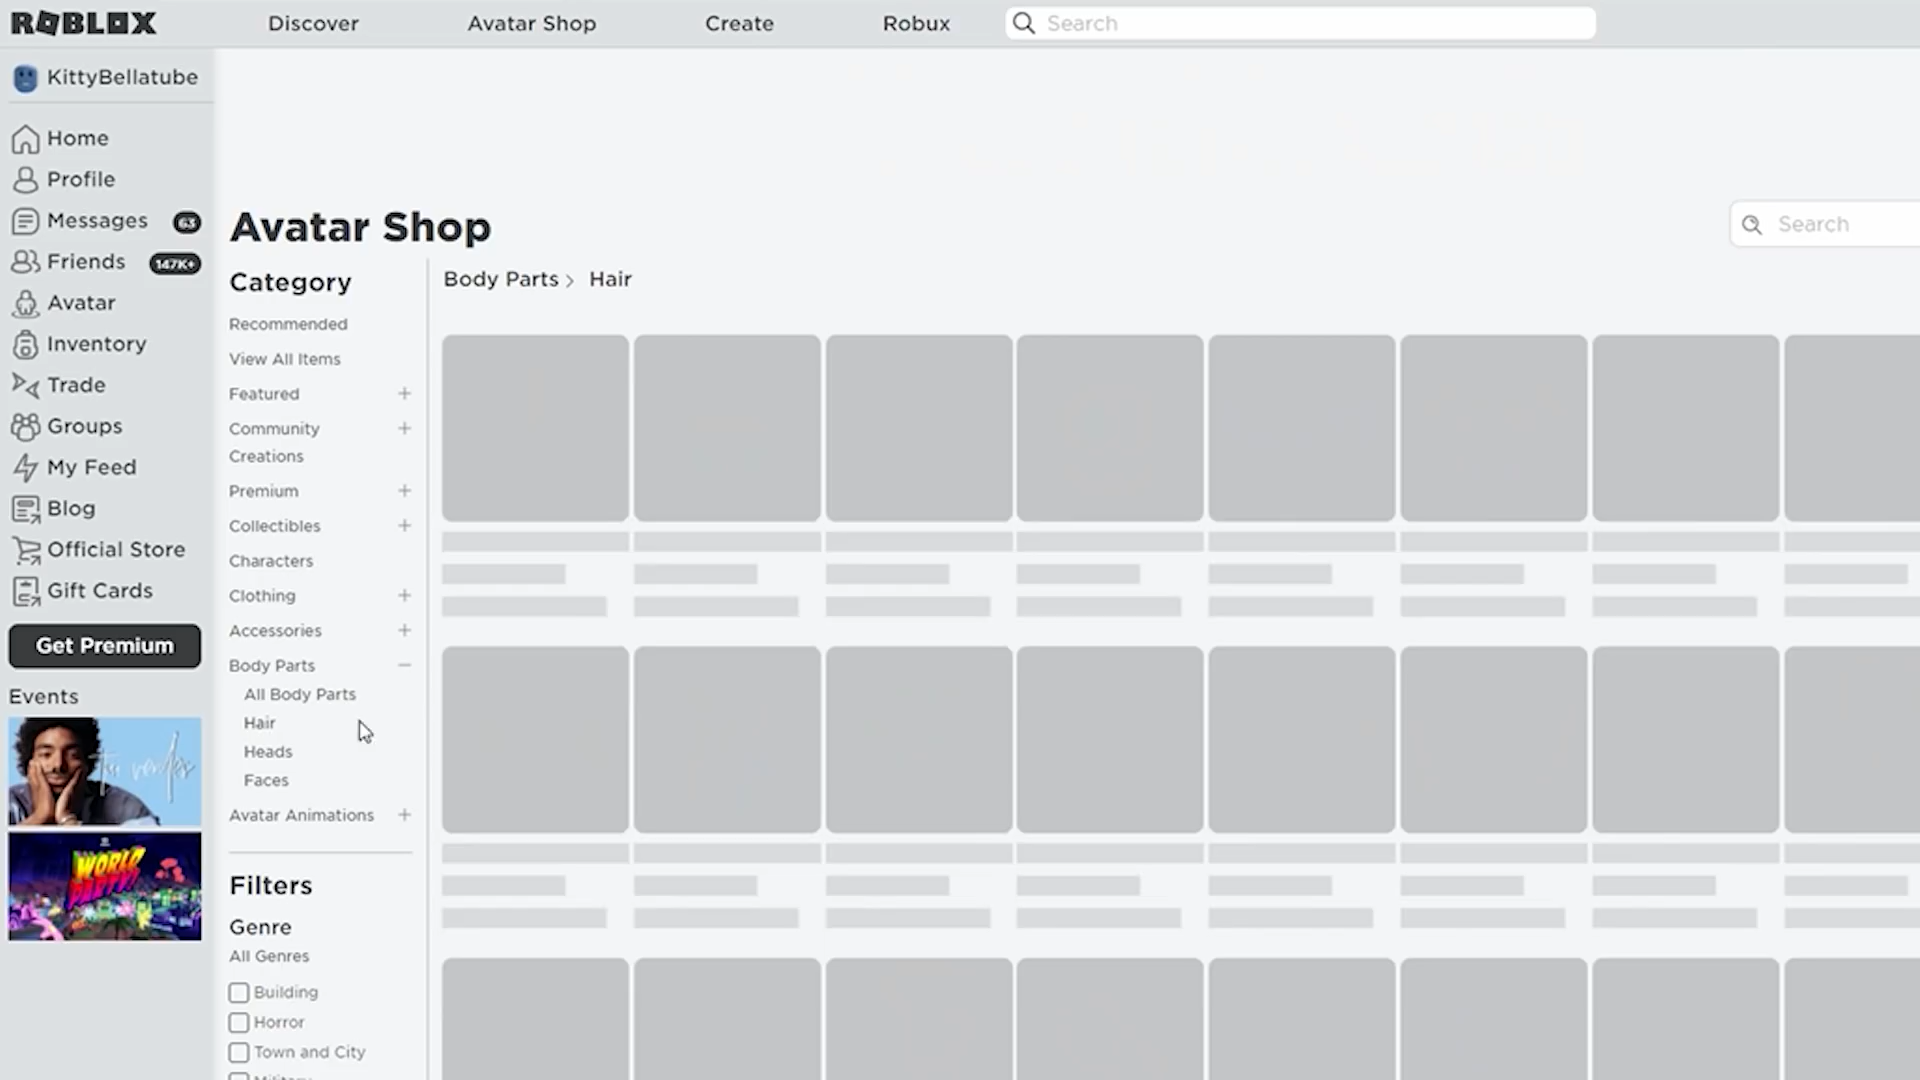 ROBLOX
Discover
Avatar Shop
Create
Robux
Search
KittyBellatube
Home
Profile
Messages 63
Friends 147K+
Avatar
Inventory
Trade
Groups
My Feed
Blog
Official Store
Gift Cards
Get Premium
Events
WORLD
PARTY!
Avatar Shop
Search
Category
Recommended
View All Items
Featured +
Community +
Creations
Premium +
Collectibles +
Characters
Clothing +
Accessories +
Body Parts −
All Body Parts
Hair
Heads
Faces
Avatar Animations +
Filters
Genre
All Genres
Building
Horror
Town and City
Body Parts > Hair